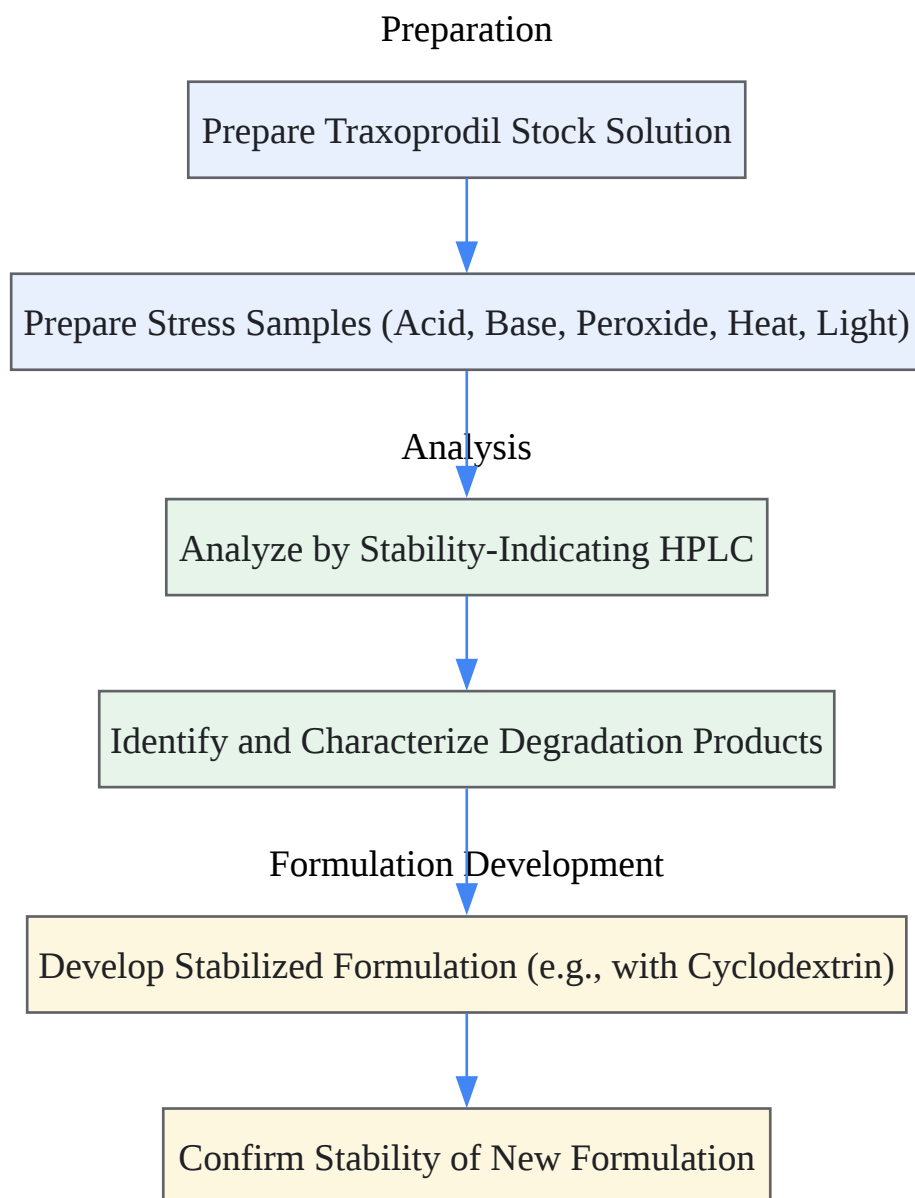 Preparation
Prepare Traxoprodil Stock Solution
Prepare Stress Samples (Acid, Base, Peroxide, Heat, Light)
Analysis
Analyze by Stability-Indicating HPLC
Identify and Characterize Degradation Products
Formulation Development
Develop Stabilized Formulation (e.g., with Cyclodextrin)
Confirm Stability of New Formulation